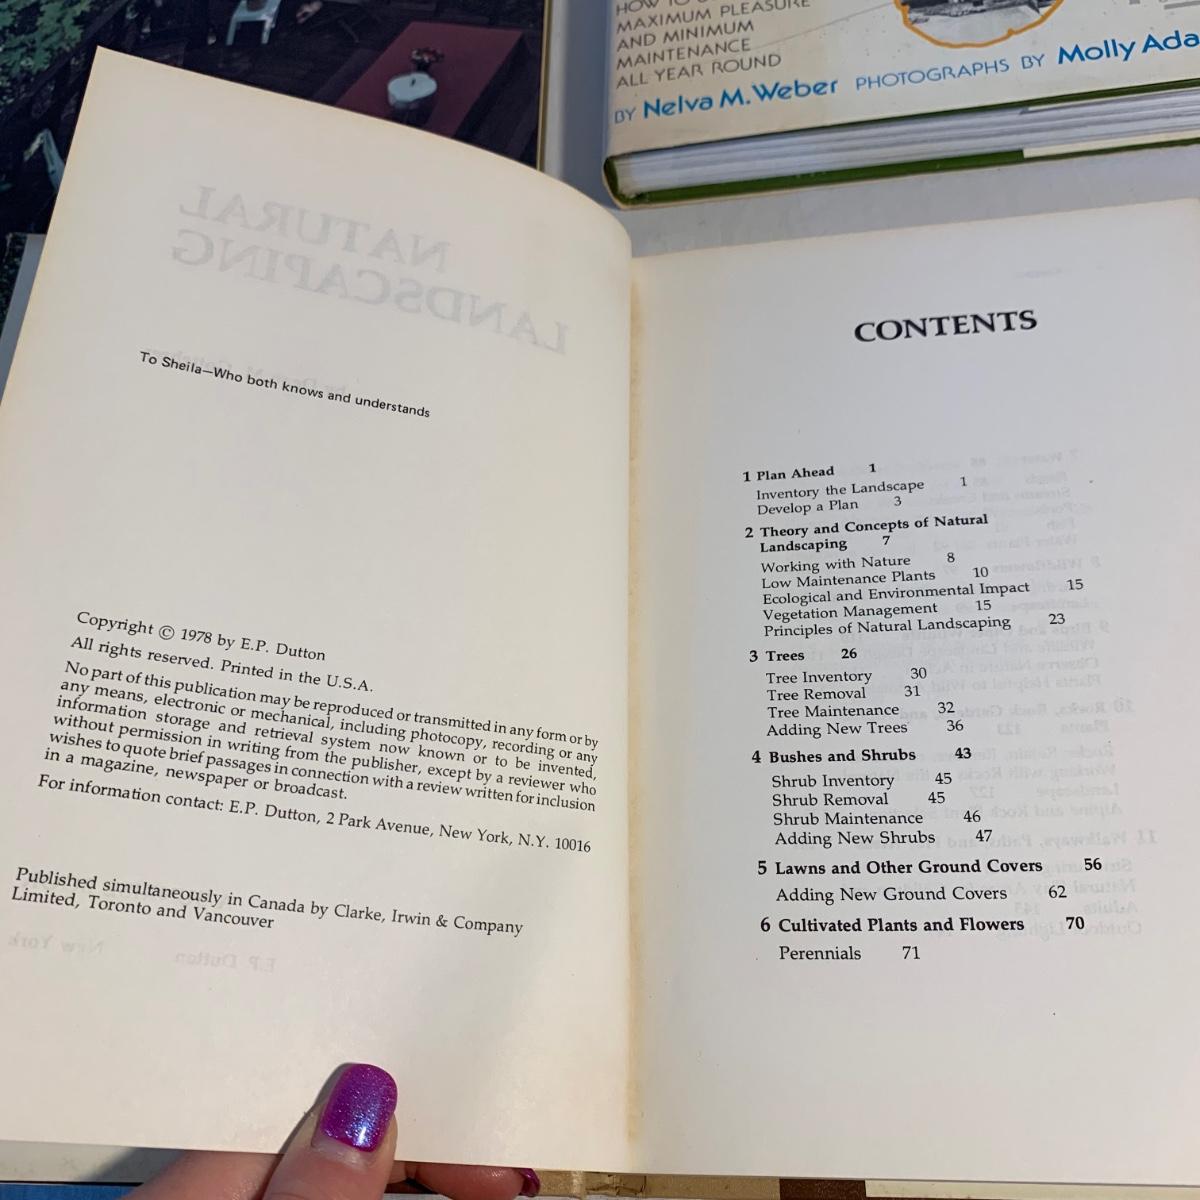 HOW TO
MAXIMUM PLEASURE
AND MINIMUM
MAINTENANCE
ALL YEAR ROUND
BY Nelva M. Weber PHOTOGRAPHS BY Molly Ada
NATURAL
LANDSCAPING
To Sheila—Who both knows and understands
Copyright © 1978 by E.P. Dutton
All rights reserved. Printed in the U.S.A.
No part of this publication may be reproduced or transmitted in any form or by
any means, electronic or mechanical, including photocopy, recording or any
information storage and retrieval system now known or to be invented,
without permission in writing from the publisher, except by a reviewer who
wishes to quote brief passages in connection with a review written for inclusion
in a magazine, newspaper or broadcast.
For information contact: E.P. Dutton, 2 Park Avenue, New York, N.Y. 10016
Published simultaneously in Canada by Clarke, Irwin & Company
Limited, Toronto and Vancouver
E.P. Dutton New York
CONTENTS
1 Plan Ahead 1
Inventory the Landscape 1
Develop a Plan 3
2 Theory and Concepts of Natural
Landscaping 7
Working with Nature 8
Low Maintenance Plants 10
Ecological and Environmental Impact 15
Vegetation Management 15
Principles of Natural Landscaping 23
3 Trees 26
Tree Inventory 30
Tree Removal 31
Tree Maintenance 32
Adding New Trees 36
4 Bushes and Shrubs 43
Shrub Inventory 45
Shrub Removal 45
Shrub Maintenance 46
Adding New Shrubs 47
5 Lawns and Other Ground Covers 56
Adding New Ground Covers 62
6 Cultivated Plants and Flowers 70
Perennials 71